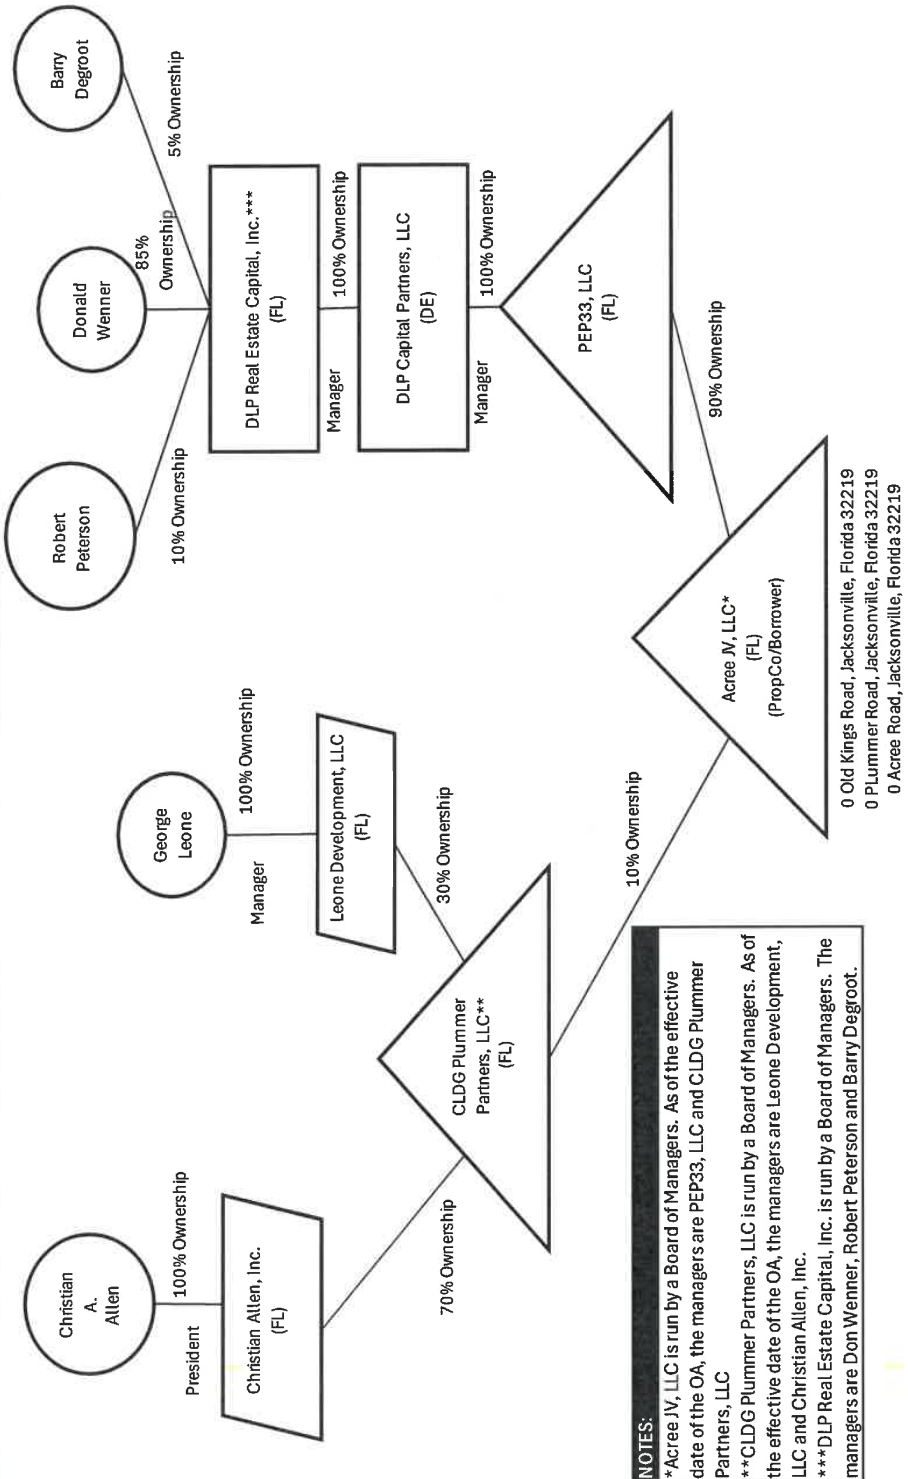 Christian
A.
Allen
President
100% Ownership
Christian Allen, Inc.
(FL)
70% Ownership
George
Leone
Manager
100% Ownership
Leone Development, LLC
(FL)
30% Ownership
CLDG Plummer
Partners, LLC**
(FL)
10% Ownership
Robert
Peterson
10% Ownership
Donald
Wenner
85%
Ownership
Barry
Degroot
5% Ownership
DLP Real Estate Capital, Inc.***
(FL)
Manager
100% Ownership
DLP Capital Partners, LLC
(DE)
Manager
100% Ownership
PEP33, LLC
(FL)
90% Ownership
Acree JV, LLC*
(FL)
(PropCo/Borrower)
0 Old Kings Road, Jacksonville, Florida 32219
0 PLummer Road, Jacksonville, Florida 32219
0 Acree Road, Jacksonville, Florida 32219
NOTES:
*Acree JV, LLC is run by a Board of Managers. As of the effective
date of the OA, the managers are PEP33, LLC and CLDG Plummer
Partners, LLC
**CLDG Plummer Partners, LLC is run by a Board of Managers. As of
the effective date of the OA, the managers are Leone Development,
LLC and Christian Allen, Inc.
***DLP Real Estate Capital, Inc. is run by a Board of Managers. The
managers are Don Wenner, Robert Peterson and Barry Degroot.